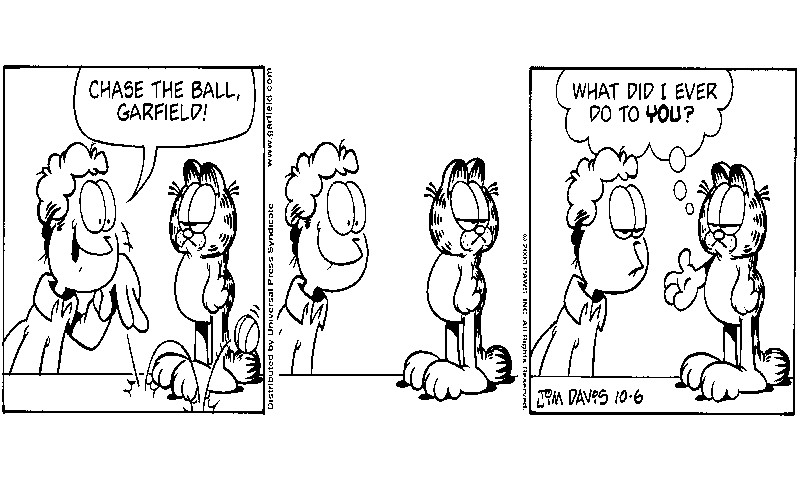 CHASE THE BALL,
GARFIELD!
www.garfield.com
Distributed by Universal Press Syndicate
WHAT DID I EVER
DO TO YOU?
PAWS, INC. All Rights Reserved.
JIM DAVIS 10-6